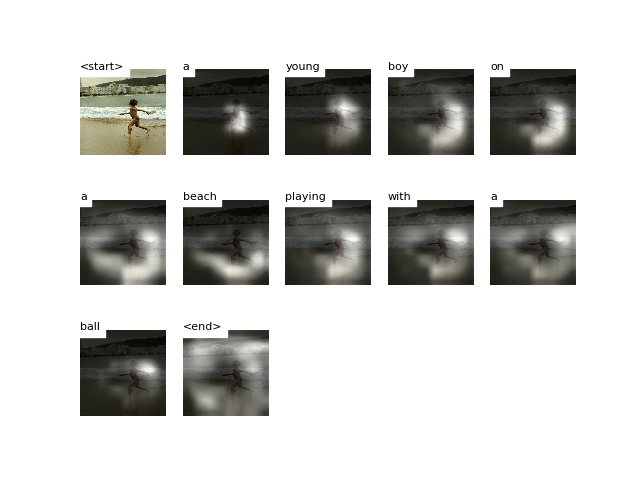 <start> a young boy on
a beach playing with a
ball <end>